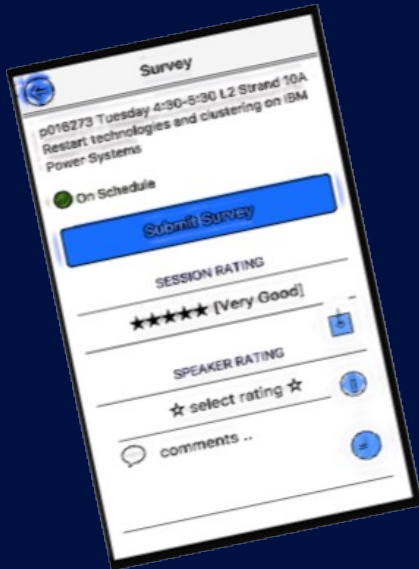 Survey
p016273 Tuesday 4:30-5:30 L2 Strand 10A
Restart technologies and clustering on IBM
Power Systems
On Schedule
Submit Survey
SESSION RATING
★★★★★ [Very Good]
SPEAKER RATING
☆ select rating ☆
comments ..